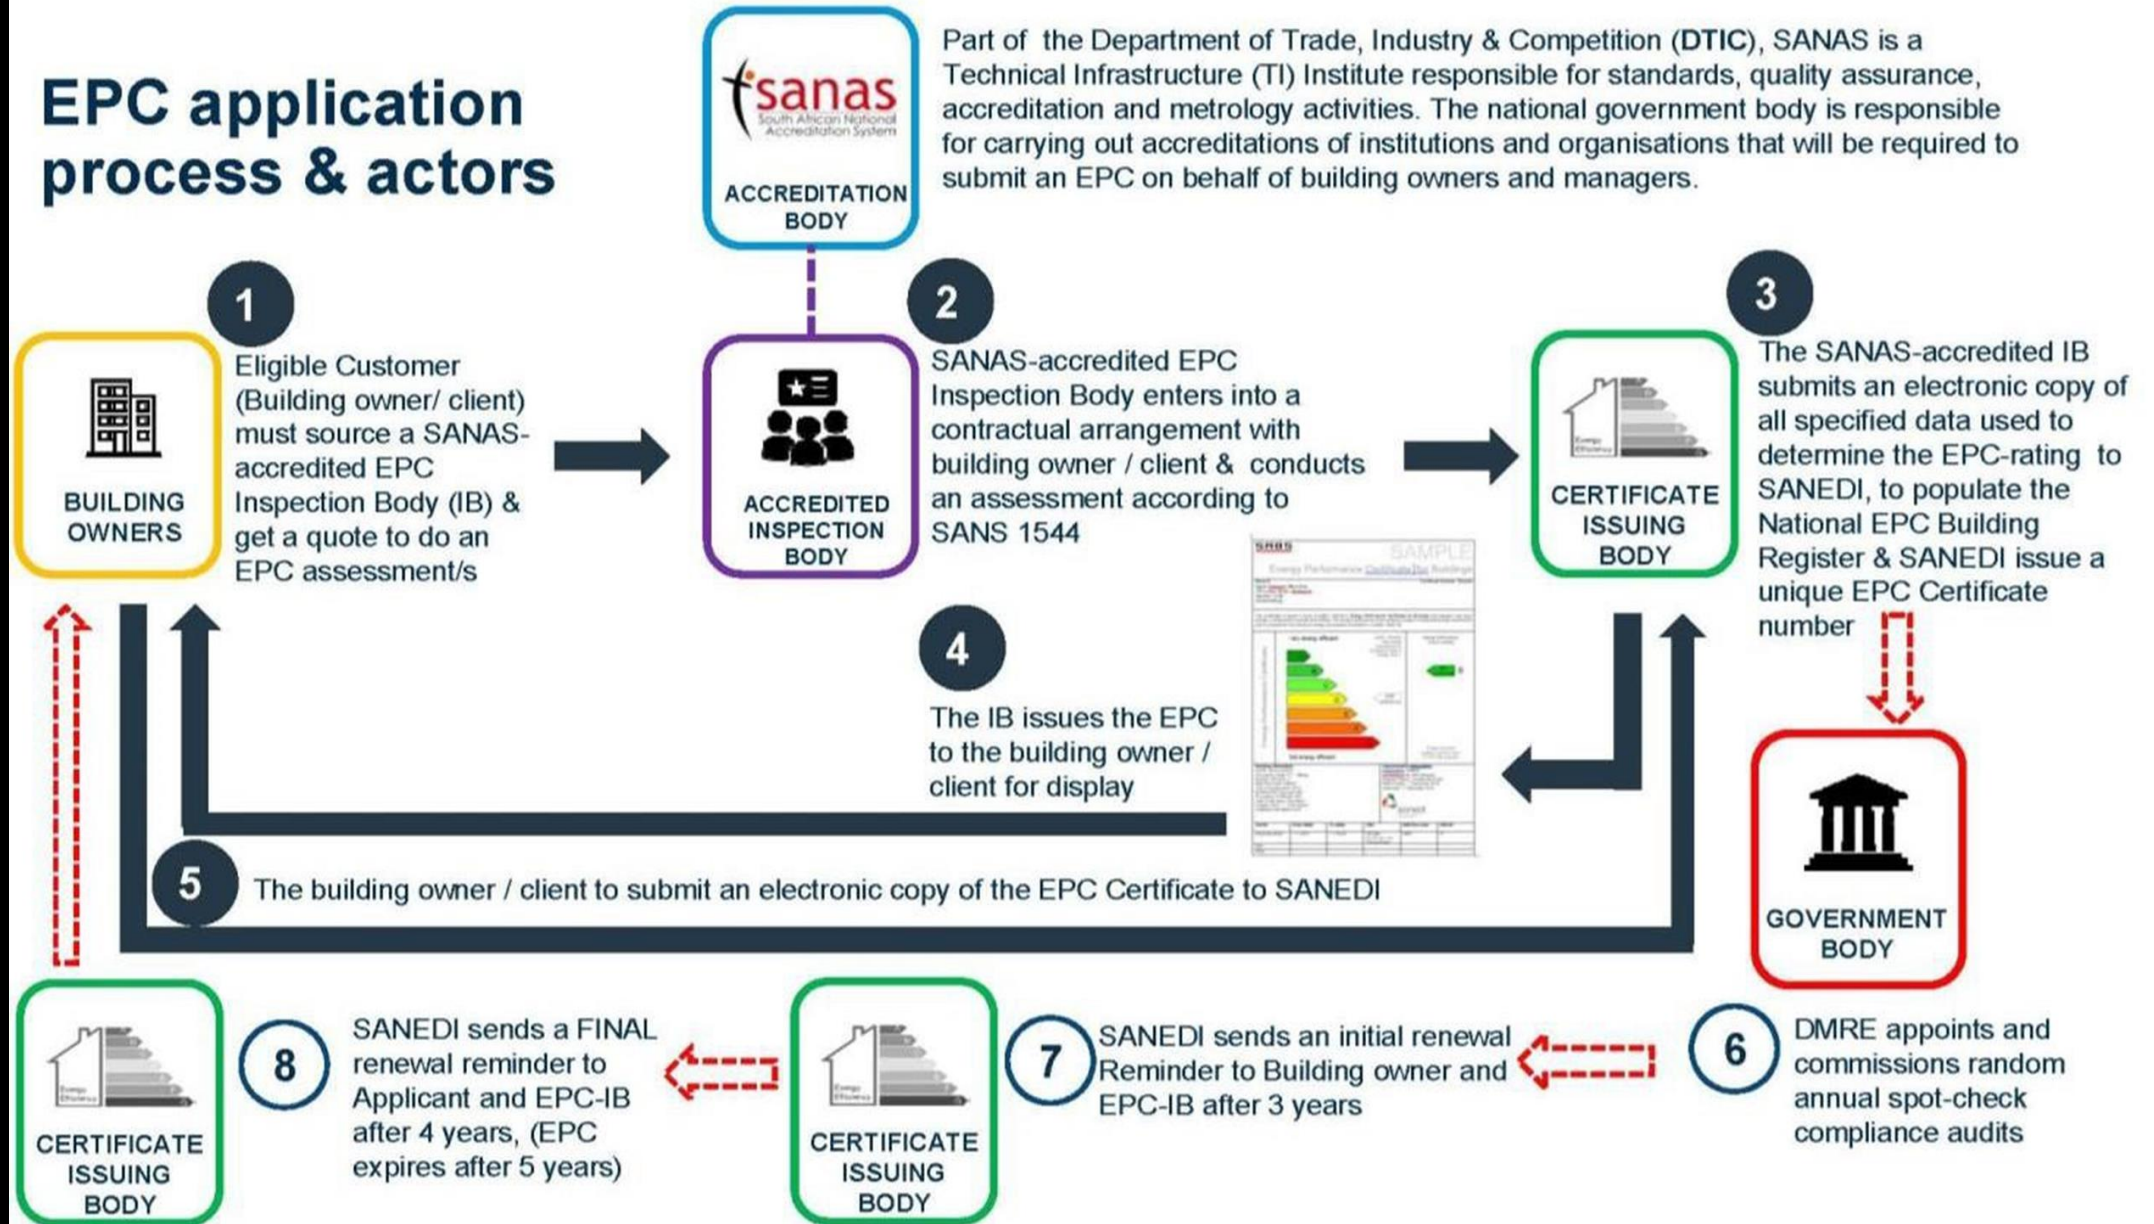 EPC application
process & actors
sanas
South African National
Accreditation System
ACCREDITATION
BODY
Part of the Department of Trade, Industry & Competition (DTIC), SANAS is a
Technical Infrastructure (TI) Institute responsible for standards, quality assurance,
accreditation and metrology activities. The national government body is responsible
for carrying out accreditations of institutions and organisations that will be required to
submit an EPC on behalf of building owners and managers.
1
BUILDING
OWNERS
Eligible Customer
(Building owner/ client)
must source a SANAS-
accredited EPC
Inspection Body (IB) &
get a quote to do an
EPC assessment/s
2
ACCREDITED
INSPECTION
BODY
SANAS-accredited EPC
Inspection Body enters into a
contractual arrangement with
building owner / client & conducts
an assessment according to
SANS 1544
3
Energy
Efficiency
CERTIFICATE
ISSUING
BODY
The SANAS-accredited IB
submits an electronic copy of
all specified data used to
determine the EPC-rating to
SANEDI, to populate the
National EPC Building
Register & SANEDI issue a
unique EPC Certificate
number
4
The IB issues the EPC
to the building owner /
client for display
SABS
SAMPLE
Energy Performance Certificate for Buildings
5
The building owner / client to submit an electronic copy of the EPC Certificate to SANEDI
GOVERNMENT
BODY
6
DMRE appoints and
commissions random
annual spot-check
compliance audits
7
SANEDI sends an initial renewal
Reminder to Building owner and
EPC-IB after 3 years
Energy
Efficiency
CERTIFICATE
ISSUING
BODY
8
SANEDI sends a FINAL
renewal reminder to
Applicant and EPC-IB
after 4 years, (EPC
expires after 5 years)
Energy
Efficiency
CERTIFICATE
ISSUING
BODY